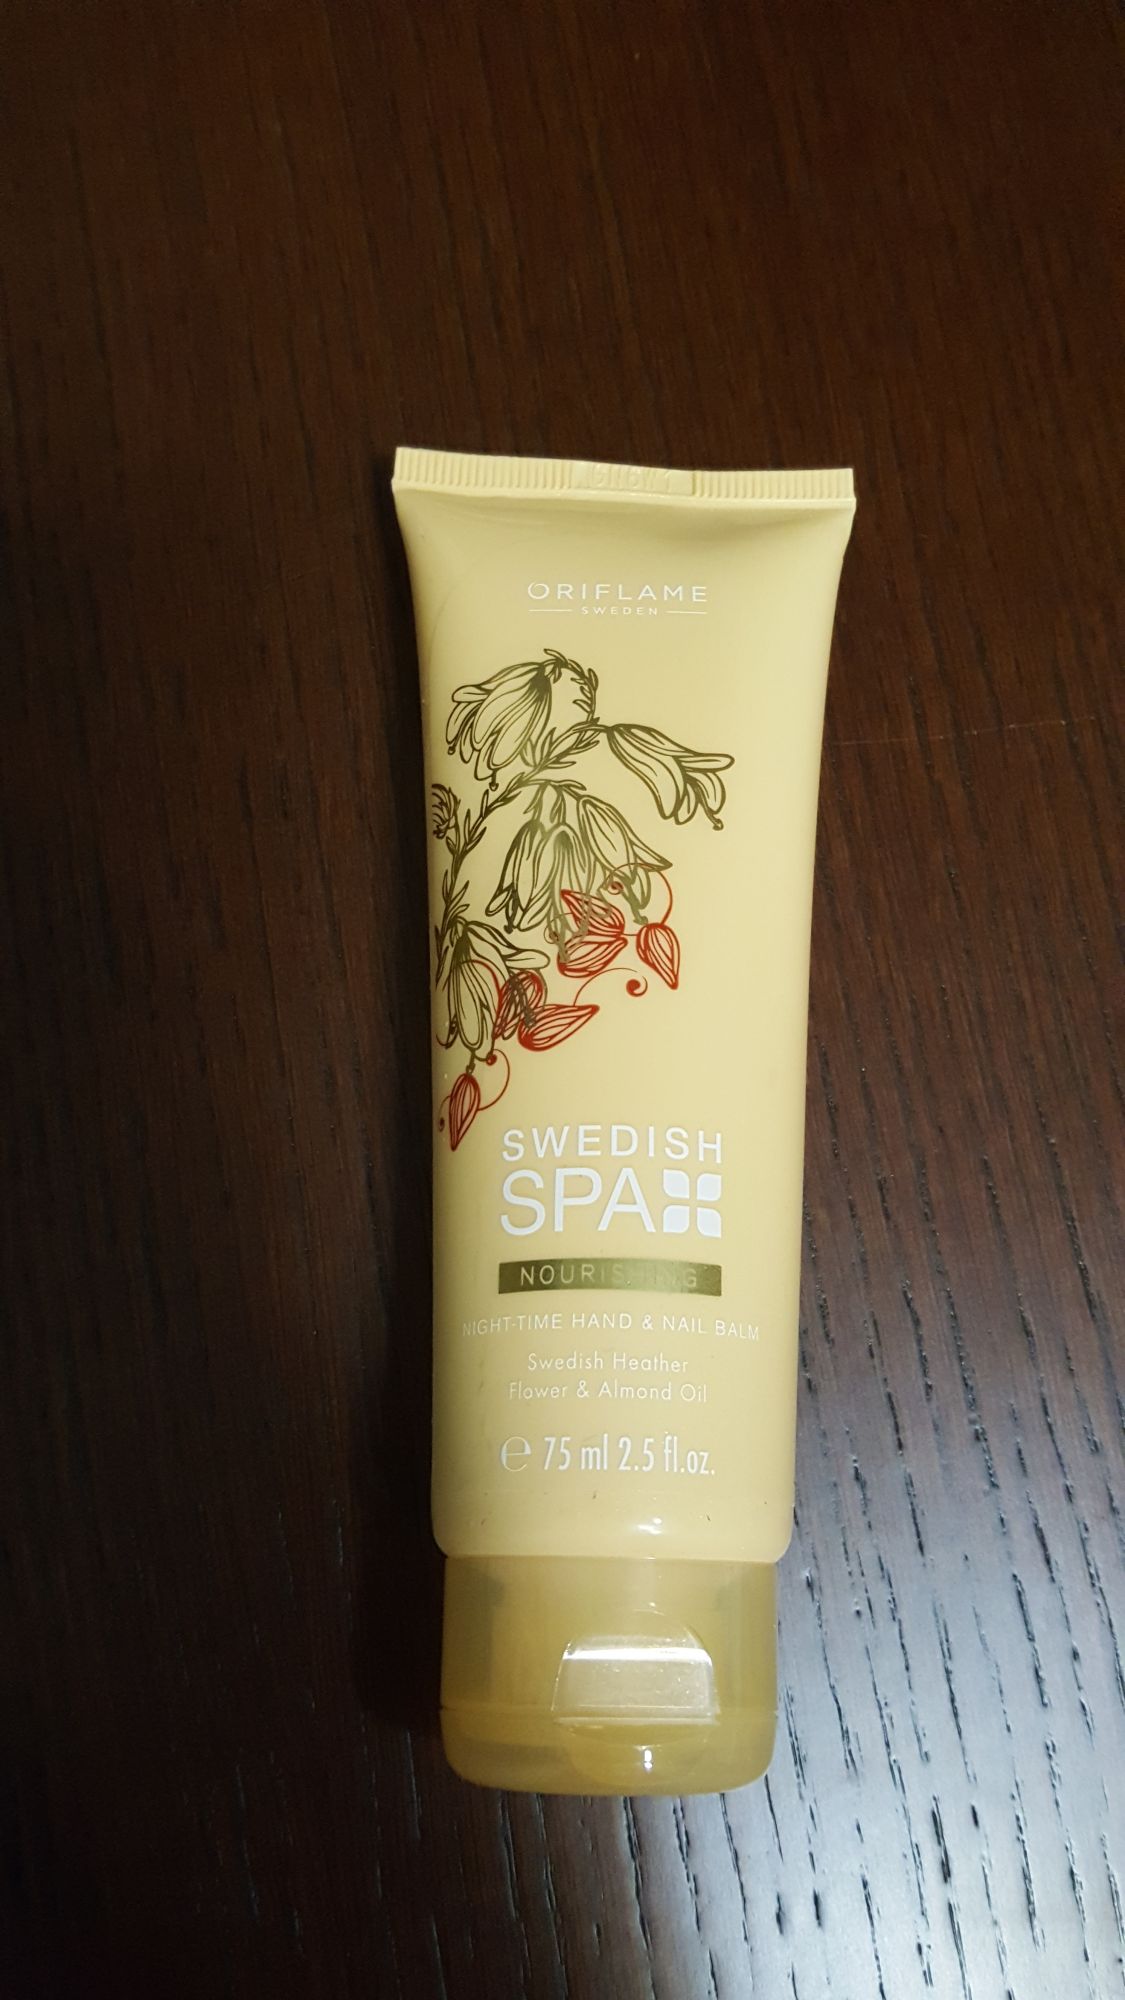 ORIFLAME
SWEDEN
SWEDISH
SPA
NOURISHING
NIGHT-TIME HAND & NAIL BALM
Swedish Heather
Flower & Almond Oil
℮ 75 ml 2.5 fl.oz.